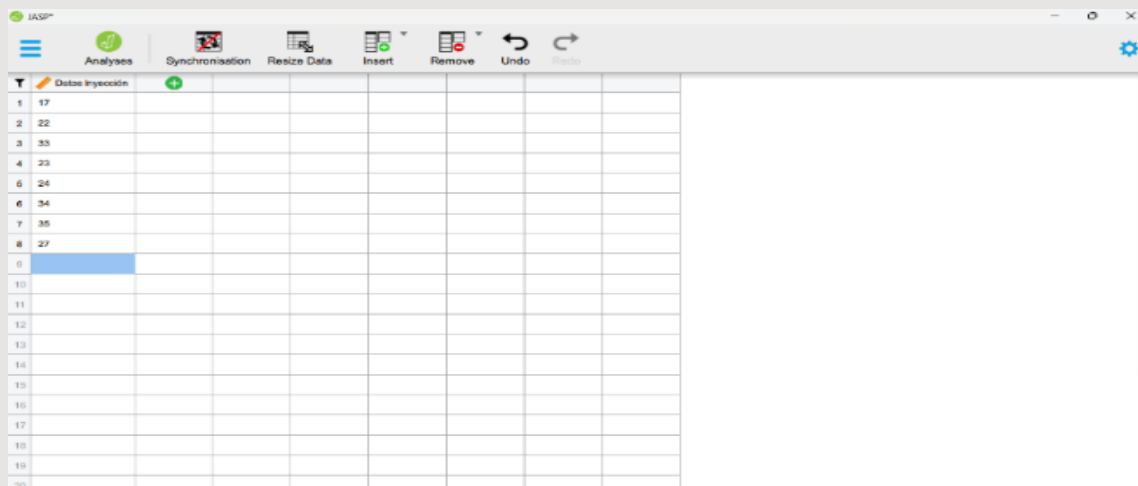 JASP*
Analyses
Synchronisation
Resize Data
Insert
Remove
Undo
Redo
Datos Inyección
1 17
2 22
3 33
4 23
5 24
6 34
7 35
8 27
9
10
11
12
13
14
15
16
17
18
19
20